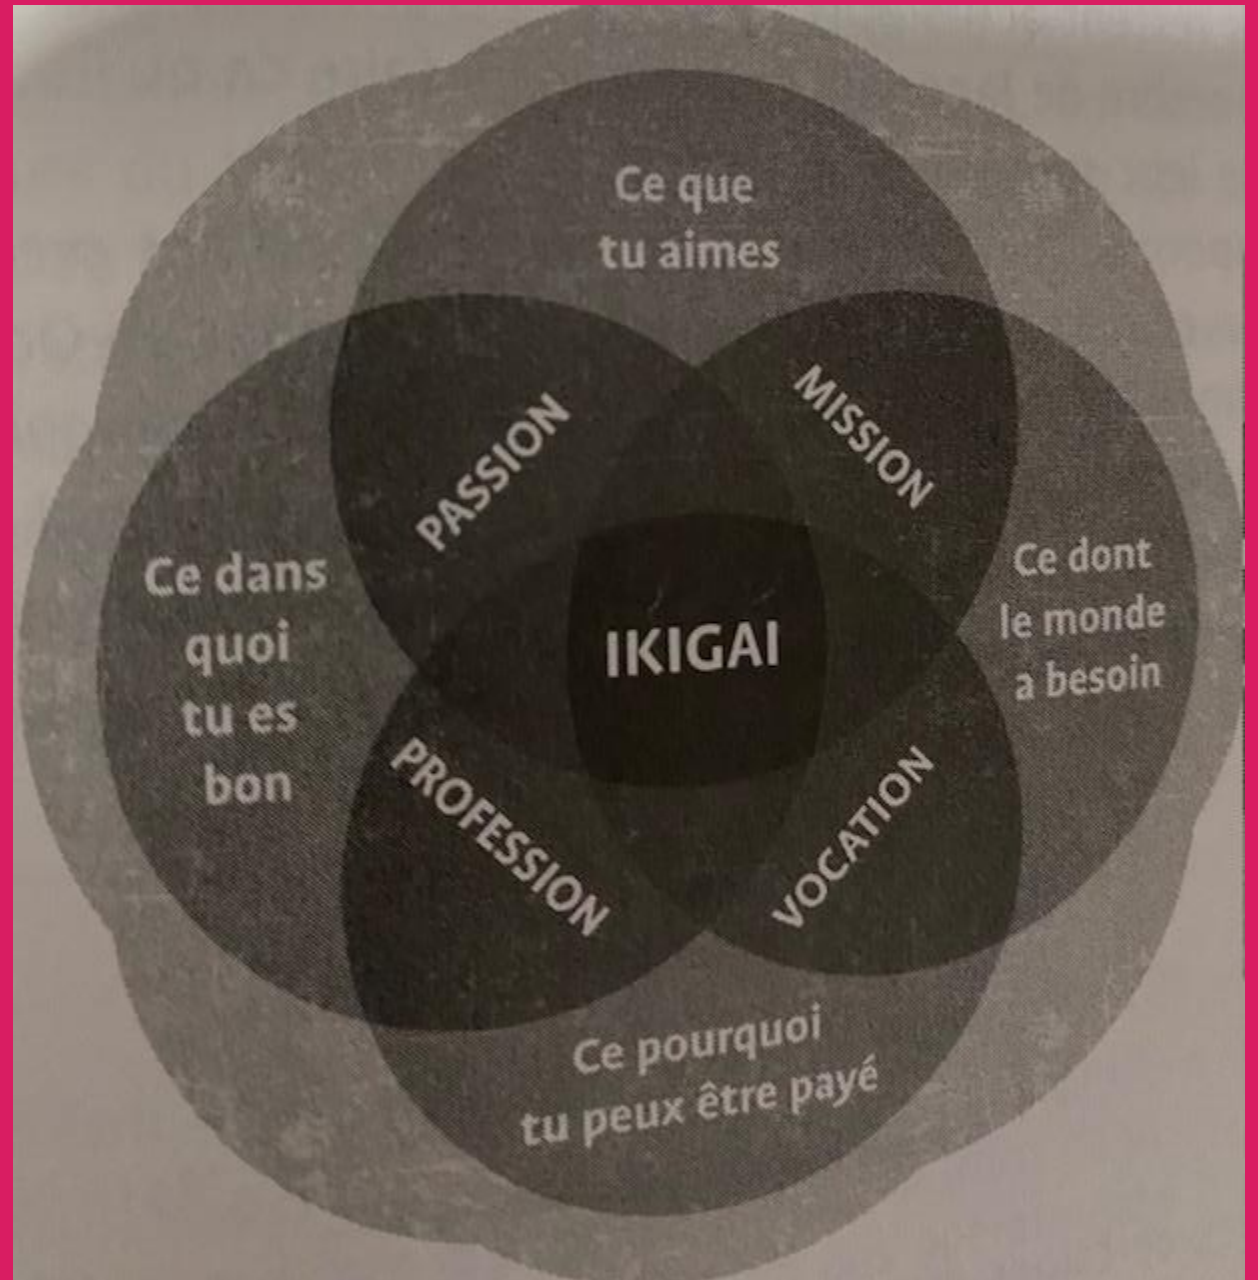 Ce que
tu aimes
PASSION
MISSION
Ce dans
quoi
tu es
bon
IKIGAI
Ce dont
le monde
a besoin
PROFESSION
VOCATION
Ce pourquoi
tu peux être payé